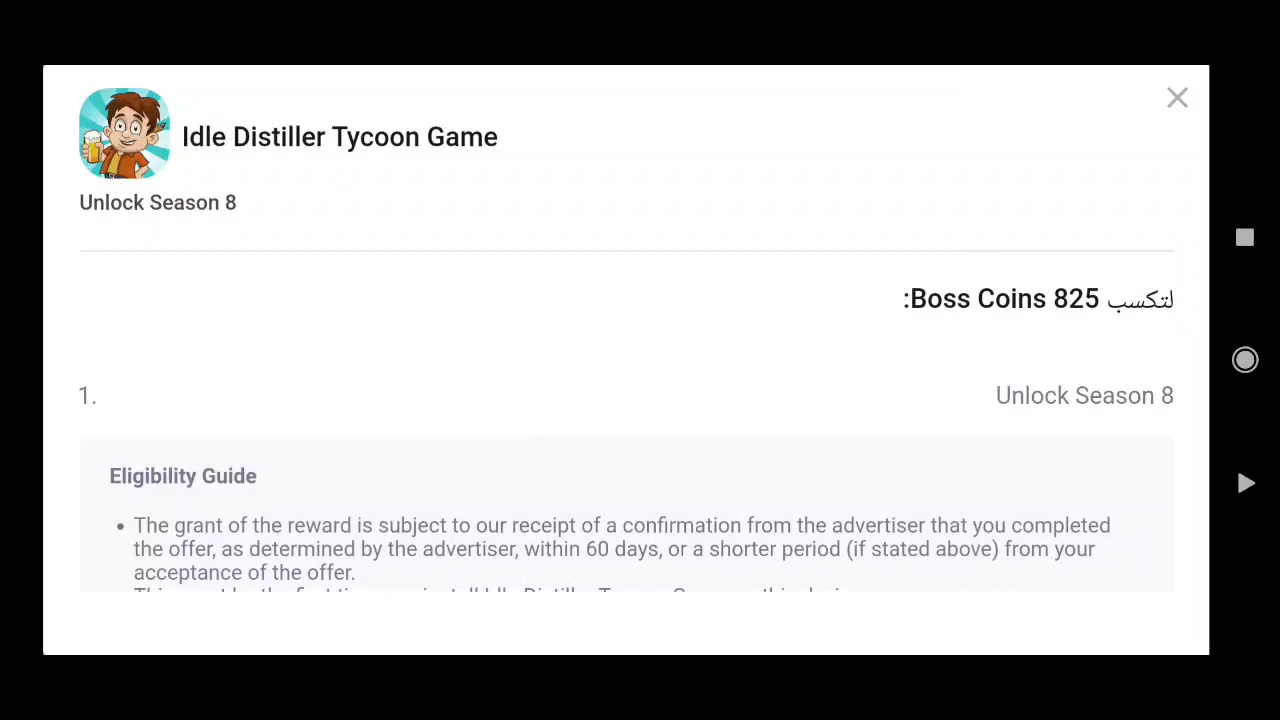 Idle Distiller Tycoon Game
Unlock Season 8
لتكسب 825 Boss Coins:
1.
Unlock Season 8
Eligibility Guide
• The grant of the reward is subject to our receipt of a confirmation from the advertiser that you completed
the offer, as determined by the advertiser, within 60 days, or a shorter period (if stated above) from your
acceptance of the offer.